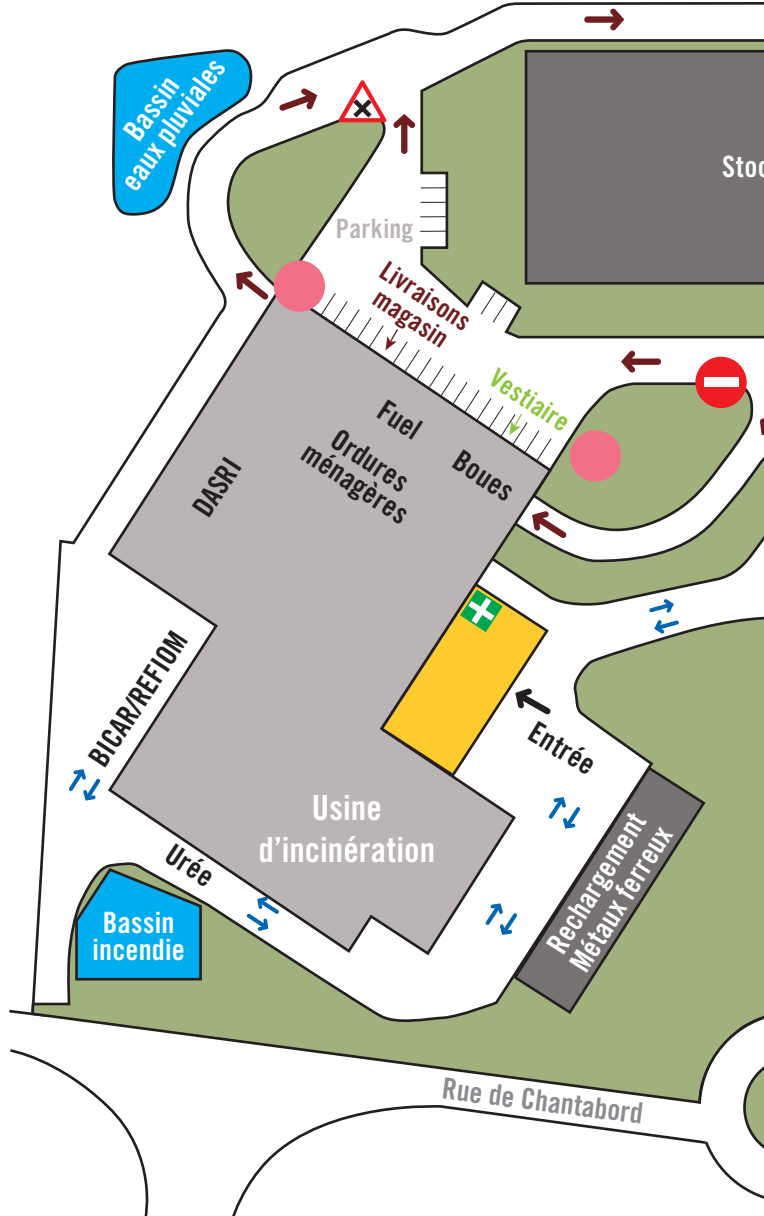 Bassin
eaux pluviales
Stoc
Parking
Livraisons
magasin
Vestiaire
Fuel
Ordures
ménagères
Boues
DASRI
BICAR/REFIOM
Entrée
Usine
d'incinération
Urée
Rechargement
Métaux ferreux
Bassin
incendie
Rue de Chantabord